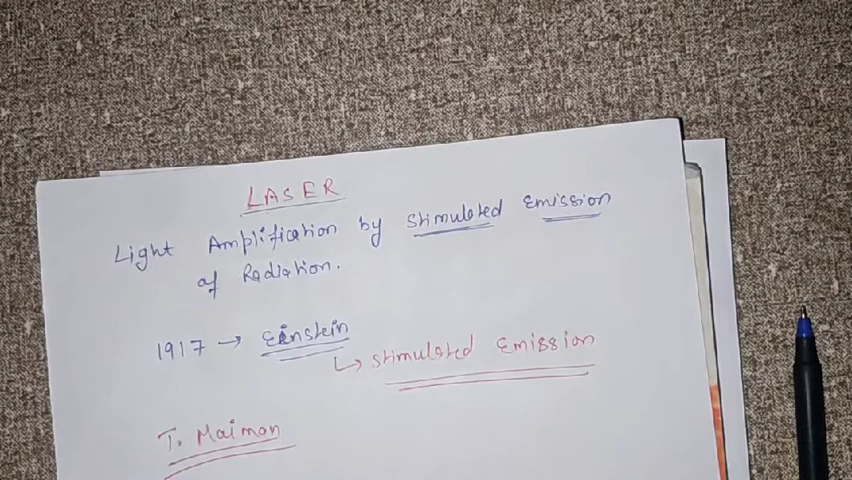 LASER
Light Amplification by Stimulated Emission
of Radiation.
1917 → Einstein
↳ Stimulated Emission
T. Maiman